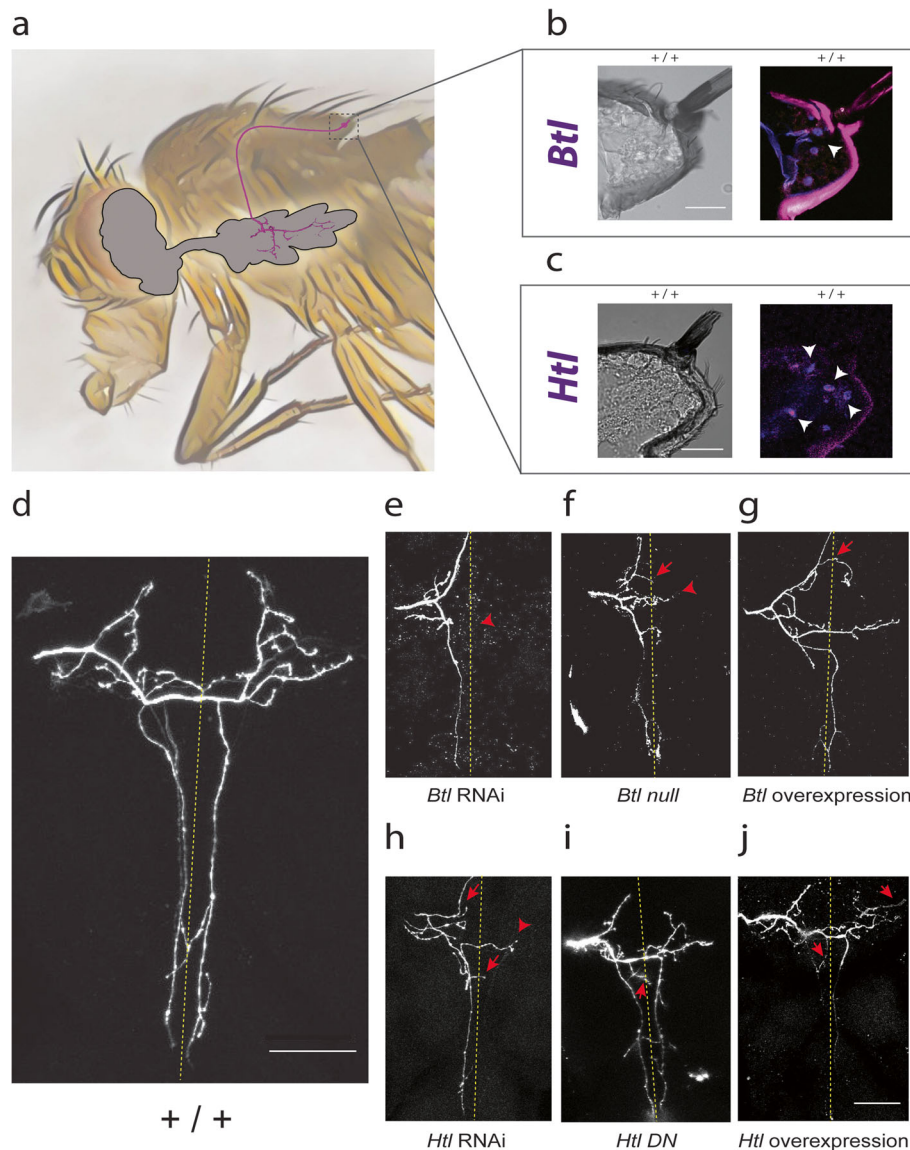 a
b
+ / +
+ / +
Btl
c
+ / +
+ / +
Htl
d
e
f
g
Btl RNAi
Btl null
Btl overexpression
h
i
j
+ / +
Htl RNAi
Htl DN
Htl overexpression